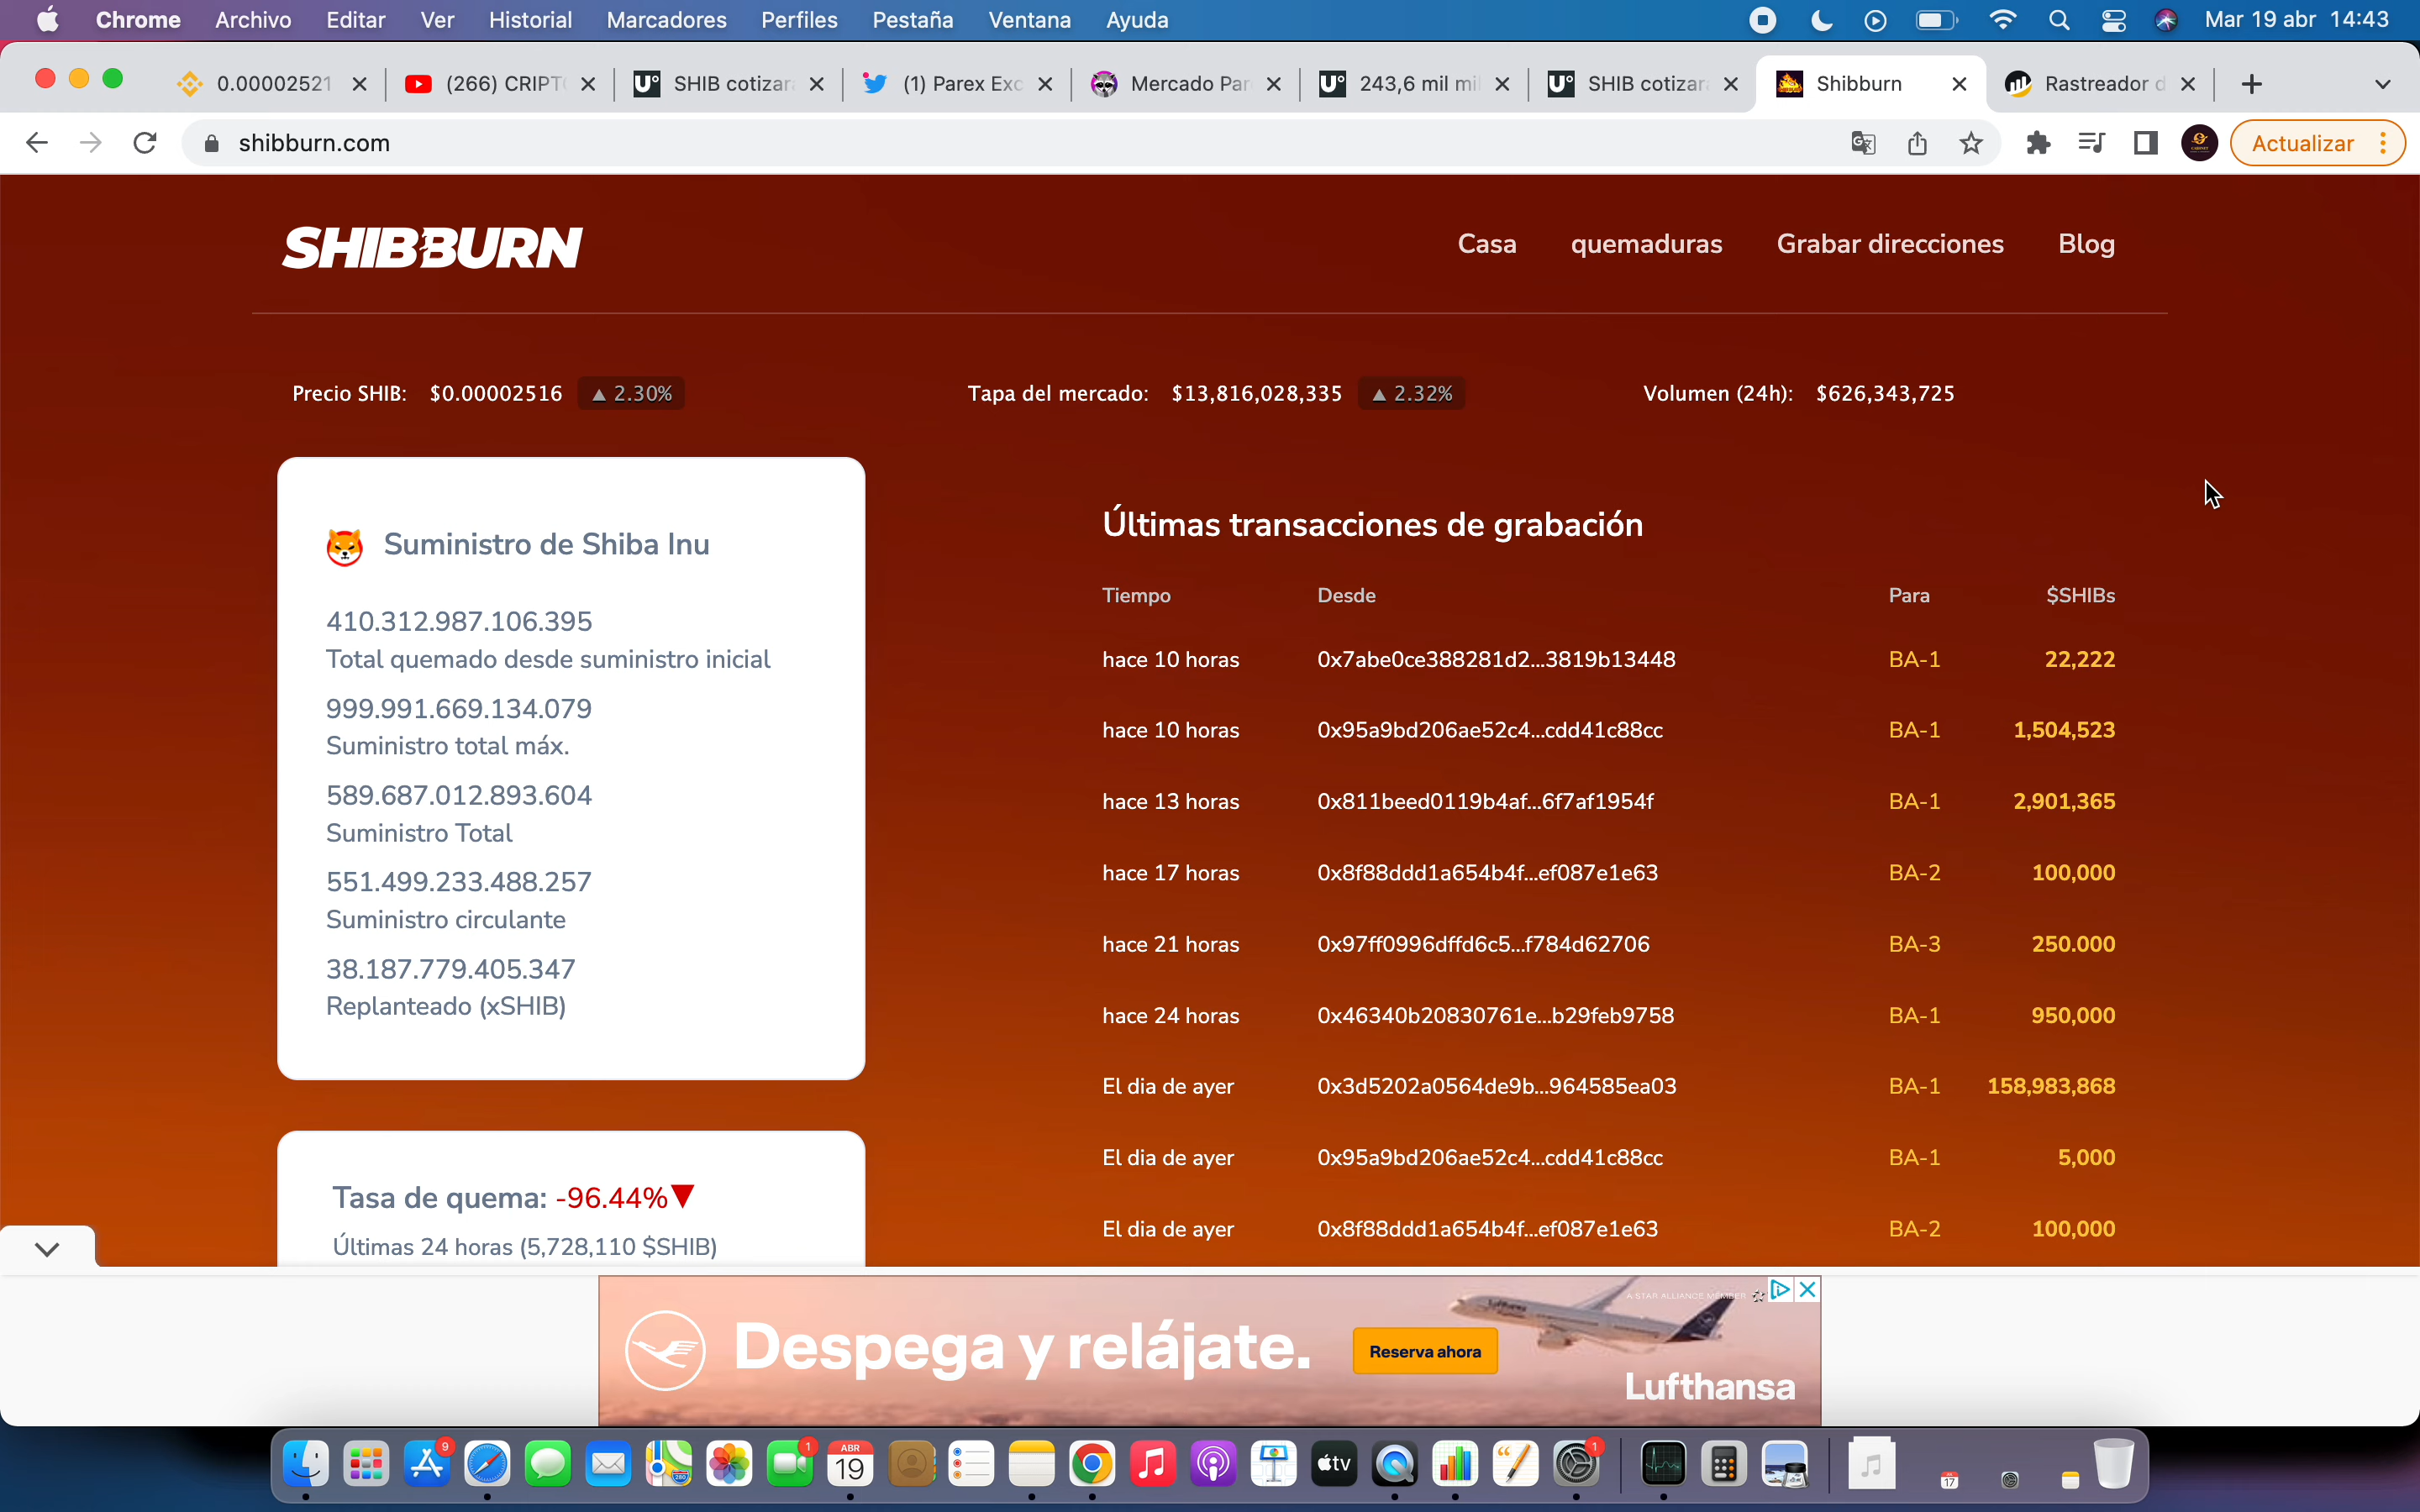 Chrome Archivo Editar Ver Historial Marcadores Perfiles Pestaña Ventana Ayuda Mar 19 abr 14:43
0.00002521 (266) CRIPT SHIB cotizar (1) Parex Exc Mercado Par 243,6 mil mi SHIB cotizar Shibburn Rastreador d
shibburn.com Actualizar
SHIBBURN Casa quemaduras Grabar direcciones Blog
Precio SHIB: $0.00002516 ▲ 2.30% Tapa del mercado: $13,816,028,335 ▲ 2.32% Volumen (24h): $626,343,725
Suministro de Shiba Inu
410.312.987.106.395
Total quemado desde suministro inicial
999.991.669.134.079
Suministro total máx.
589.687.012.893.604
Suministro Total
551.499.233.488.257
Suministro circulante
38.187.779.405.347
Replanteado (xSHIB)
Tasa de quema: -96.44%▼
Últimas 24 horas (5,728,110 $SHIB)
Últimas transacciones de grabación
Tiempo Desde Para $SHIBs
hace 10 horas 0x7abe0ce388281d2...3819b13448 BA-1 22,222
hace 10 horas 0x95a9bd206ae52c4...cdd41c88cc BA-1 1,504,523
hace 13 horas 0x811beed0119b4af...6f7af1954f BA-1 2,901,365
hace 17 horas 0x8f88ddd1a654b4f...ef087e1e63 BA-2 100,000
hace 21 horas 0x97ff0996dffd6c5...f784d62706 BA-3 250.000
hace 24 horas 0x46340b20830761e...b29feb9758 BA-1 950,000
El dia de ayer 0x3d5202a0564de9b...964585ea03 BA-1 158,983,868
El dia de ayer 0x95a9bd206ae52c4...cdd41c88cc BA-1 5,000
El dia de ayer 0x8f88ddd1a654b4f...ef087e1e63 BA-2 100,000
A STAR ALLIANCE MEMBER
Despega y relájate. Reserva ahora
Lufthansa
9 1 ABR 19 tv 1 17
280